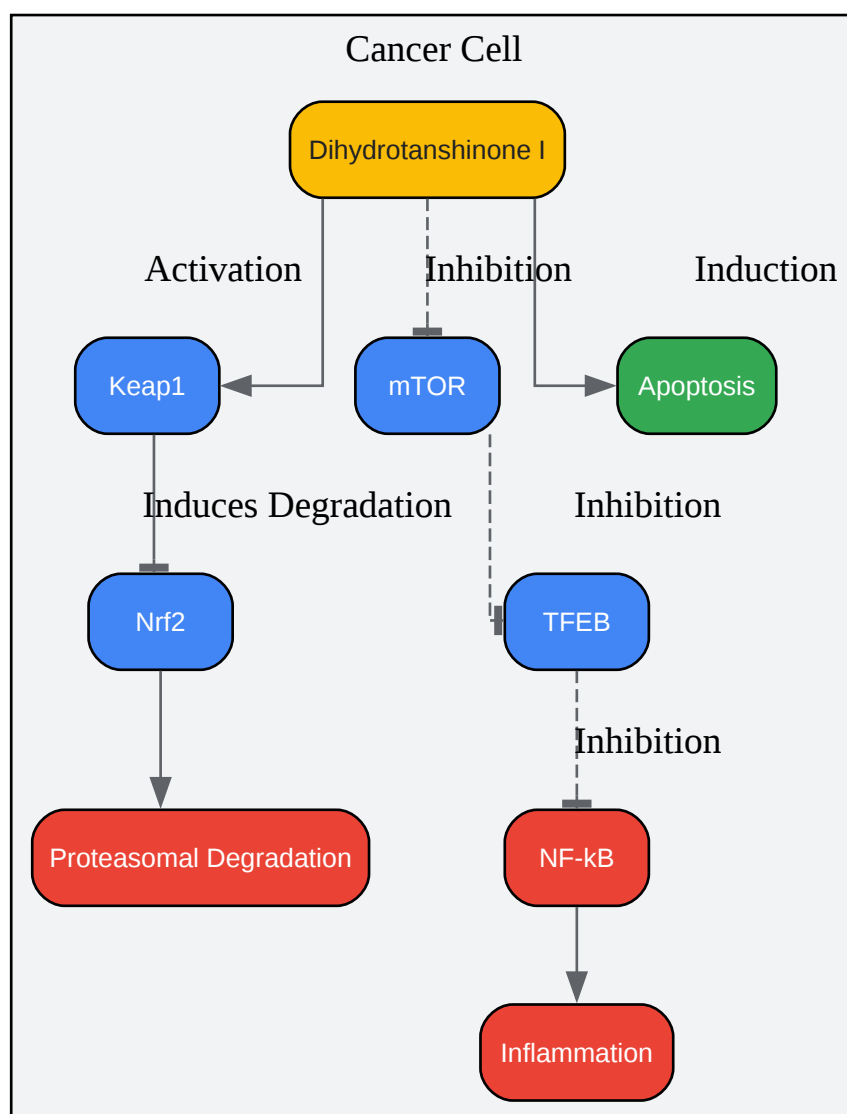 Cancer Cell
Dihydrotanshinone I
Activation
Inhibition
Induction
Keap1
mTOR
Apoptosis
Induces Degradation
Inhibition
Nrf2
TFEB
Inhibition
Proteasomal Degradation
NF-kB
Inflammation